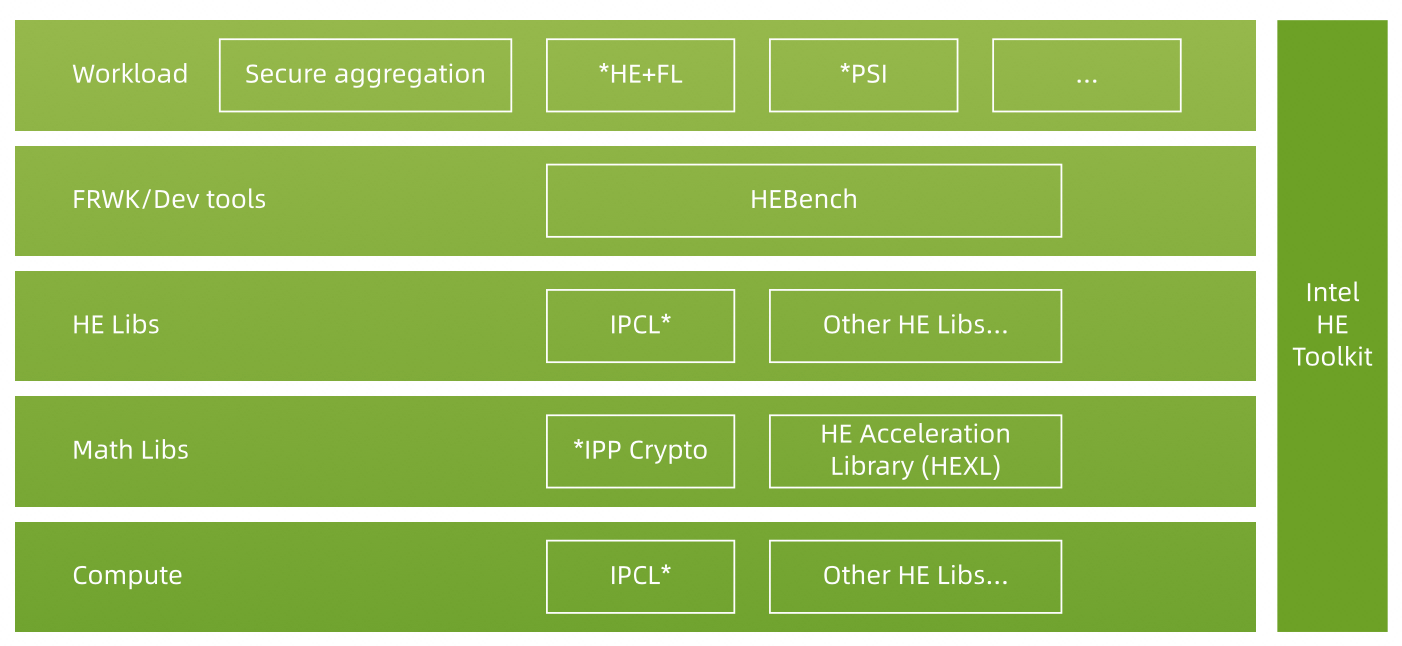 Workload
Secure aggregation
*HE+FL
*PSI
...
FRWK/Dev tools
HEBench
HE Libs
IPCL*
Other HE Libs...
Math Libs
*IPP Crypto
HE Acceleration
Library (HEXL)
Compute
IPCL*
Other HE Libs...
Intel
HE
Toolkit